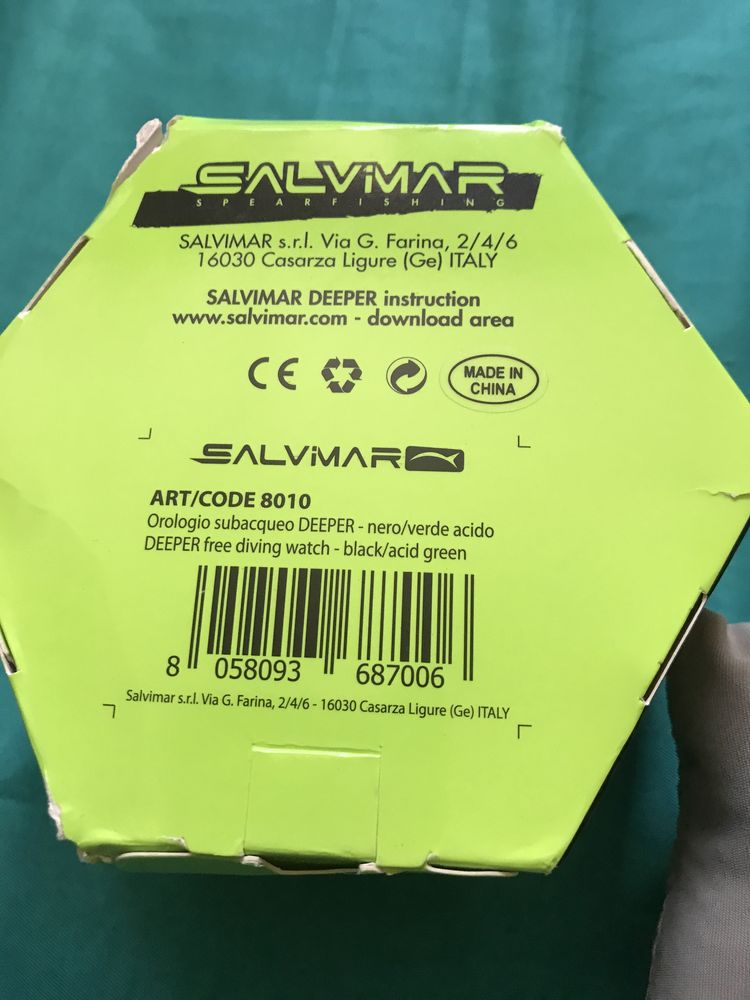 SALVIMAR
SPEARFISHING
SALVIMAR s.r.l. Via G. Farina, 2/4/6
16030 Casarza Ligure (Ge) ITALY
SALVIMAR DEEPER instruction
www.salvimar.com - download area
CE
MADE IN
CHINA
SALVIMAR
ART/CODE 8010
Orologio subacqueo DEEPER - nero/verde acido
DEEPER free diving watch - black/acid green
8 058093 687006
Salvimar s.r.l. Via G. Farina, 2/4/6 - 16030 Casarza Ligure (Ge) ITALY